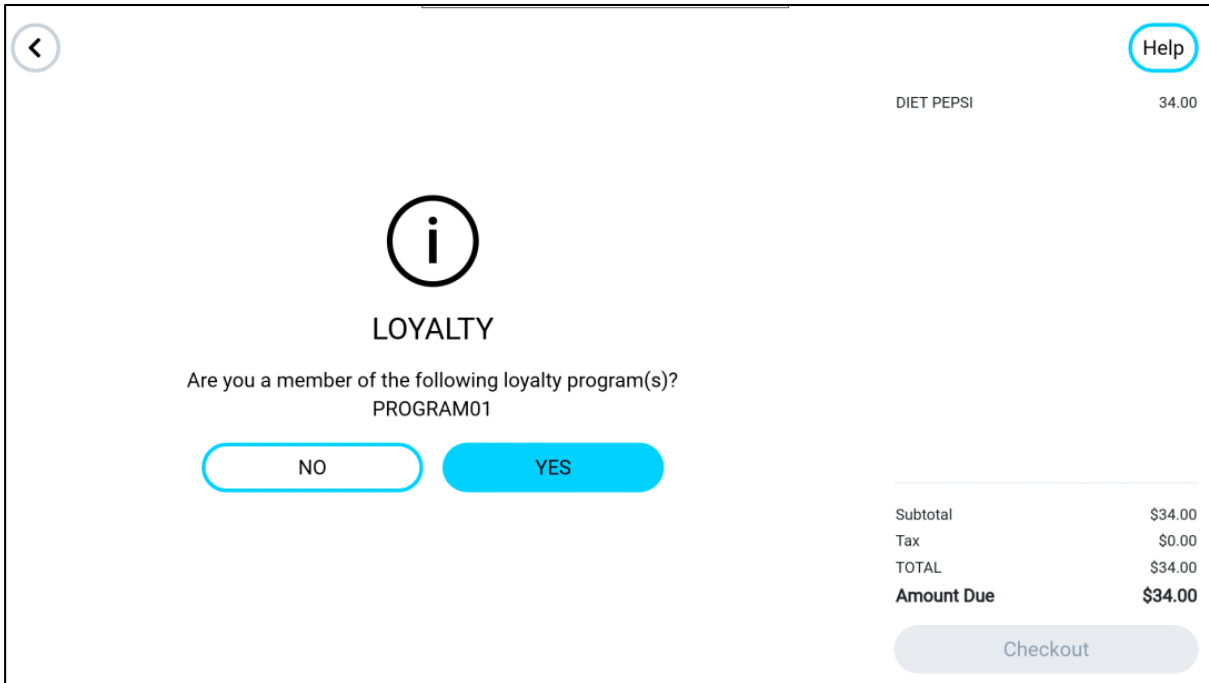 Help
DIET PEPSI 34.00
i
LOYALTY
Are you a member of the following loyalty program(s)?
PROGRAM01
NO YES
Subtotal $34.00
Tax $0.00
TOTAL $34.00
Amount Due $34.00
Checkout